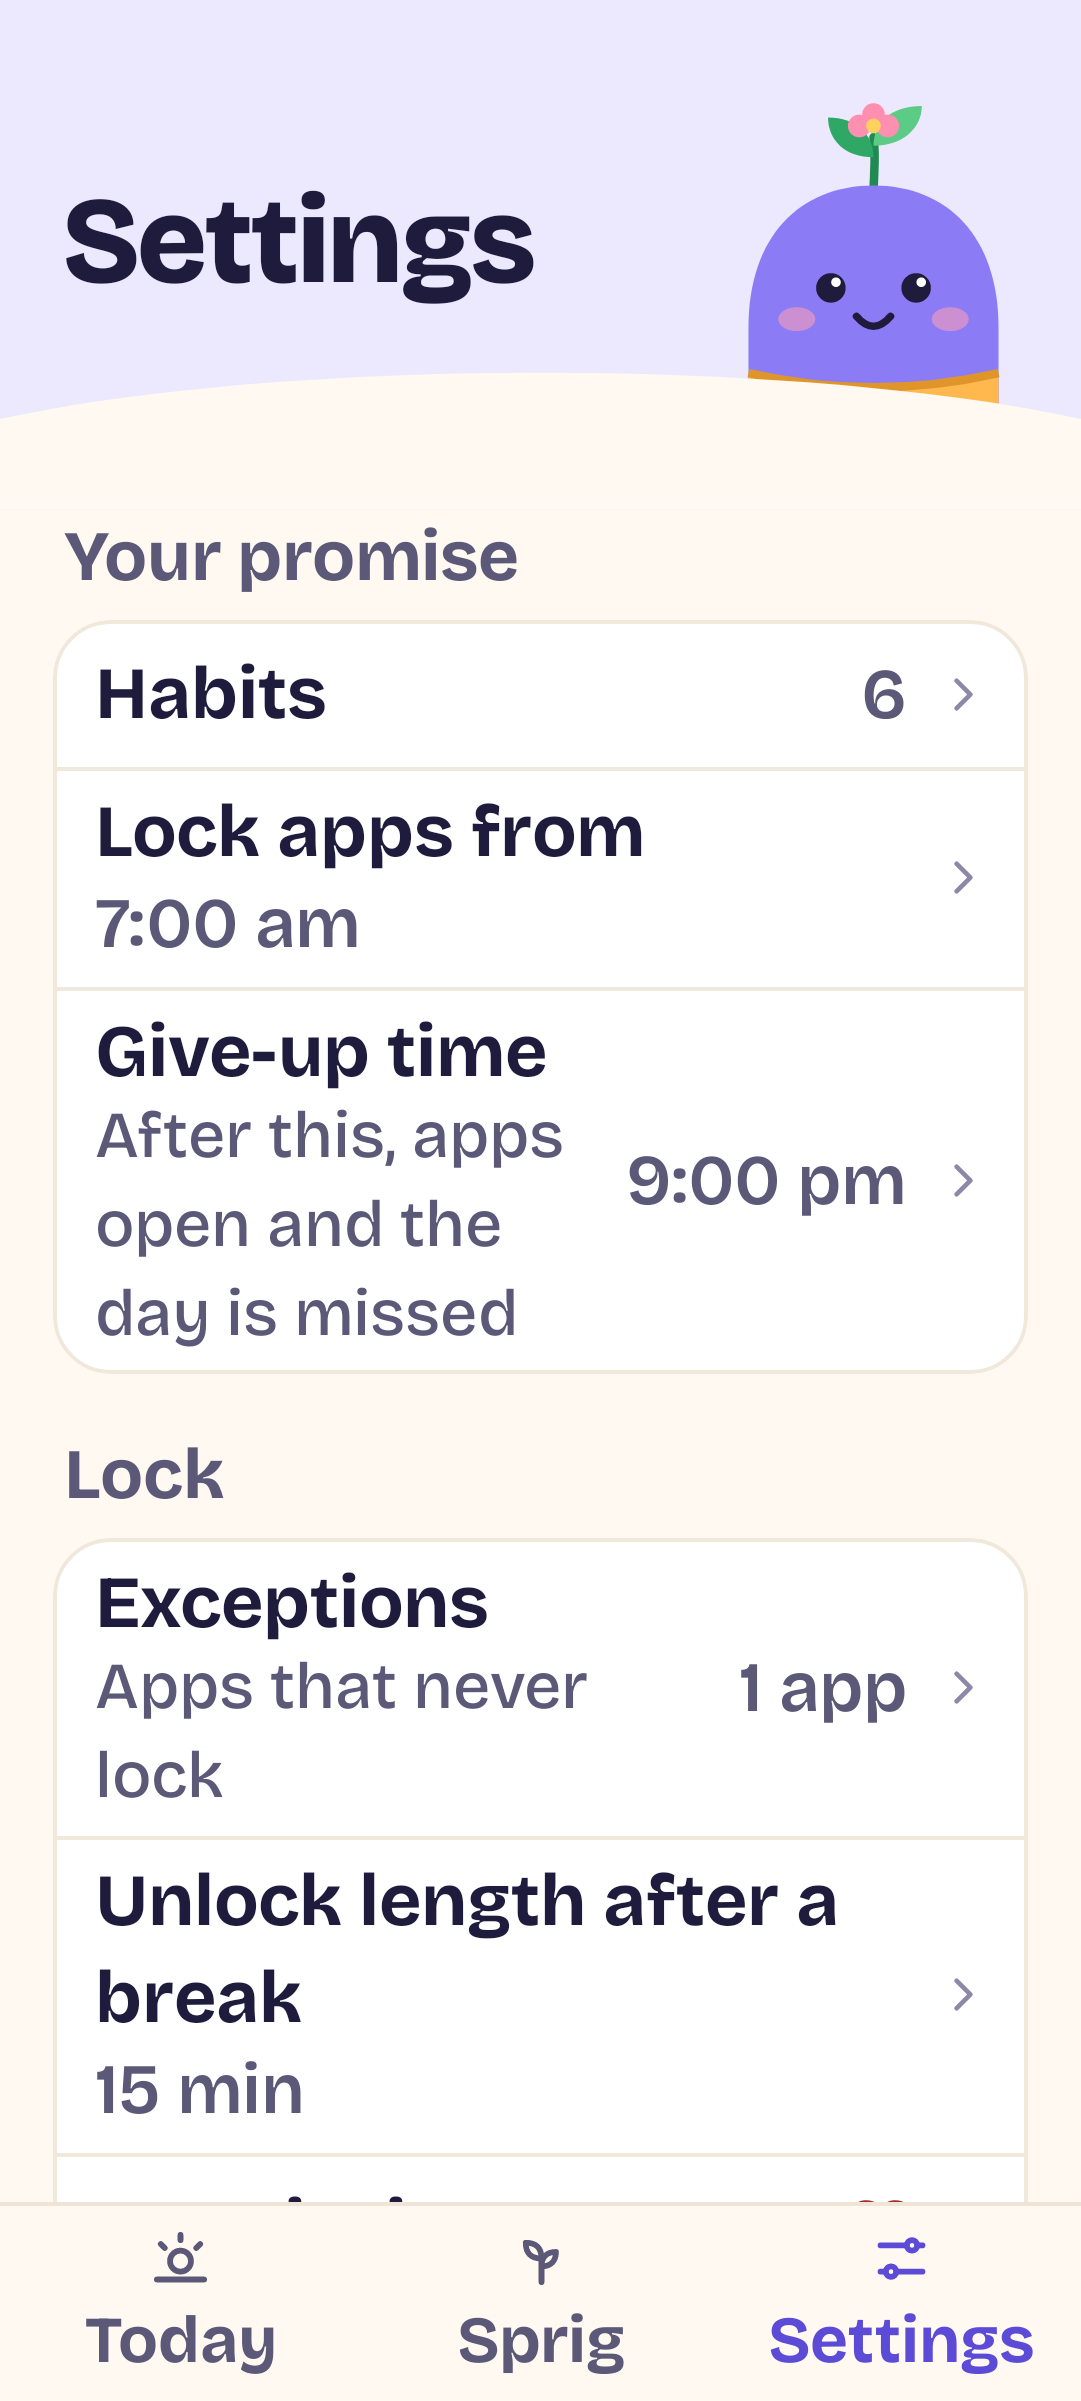 Settings
Your promise
Habits
6
Lock apps from
7:00 am
Give-up time
After this, apps
open and the
day is missed
9:00 pm
Lock
Exceptions
Apps that never
lock
1 app
Unlock length after a
break
15 min
Today
Sprig
Settings